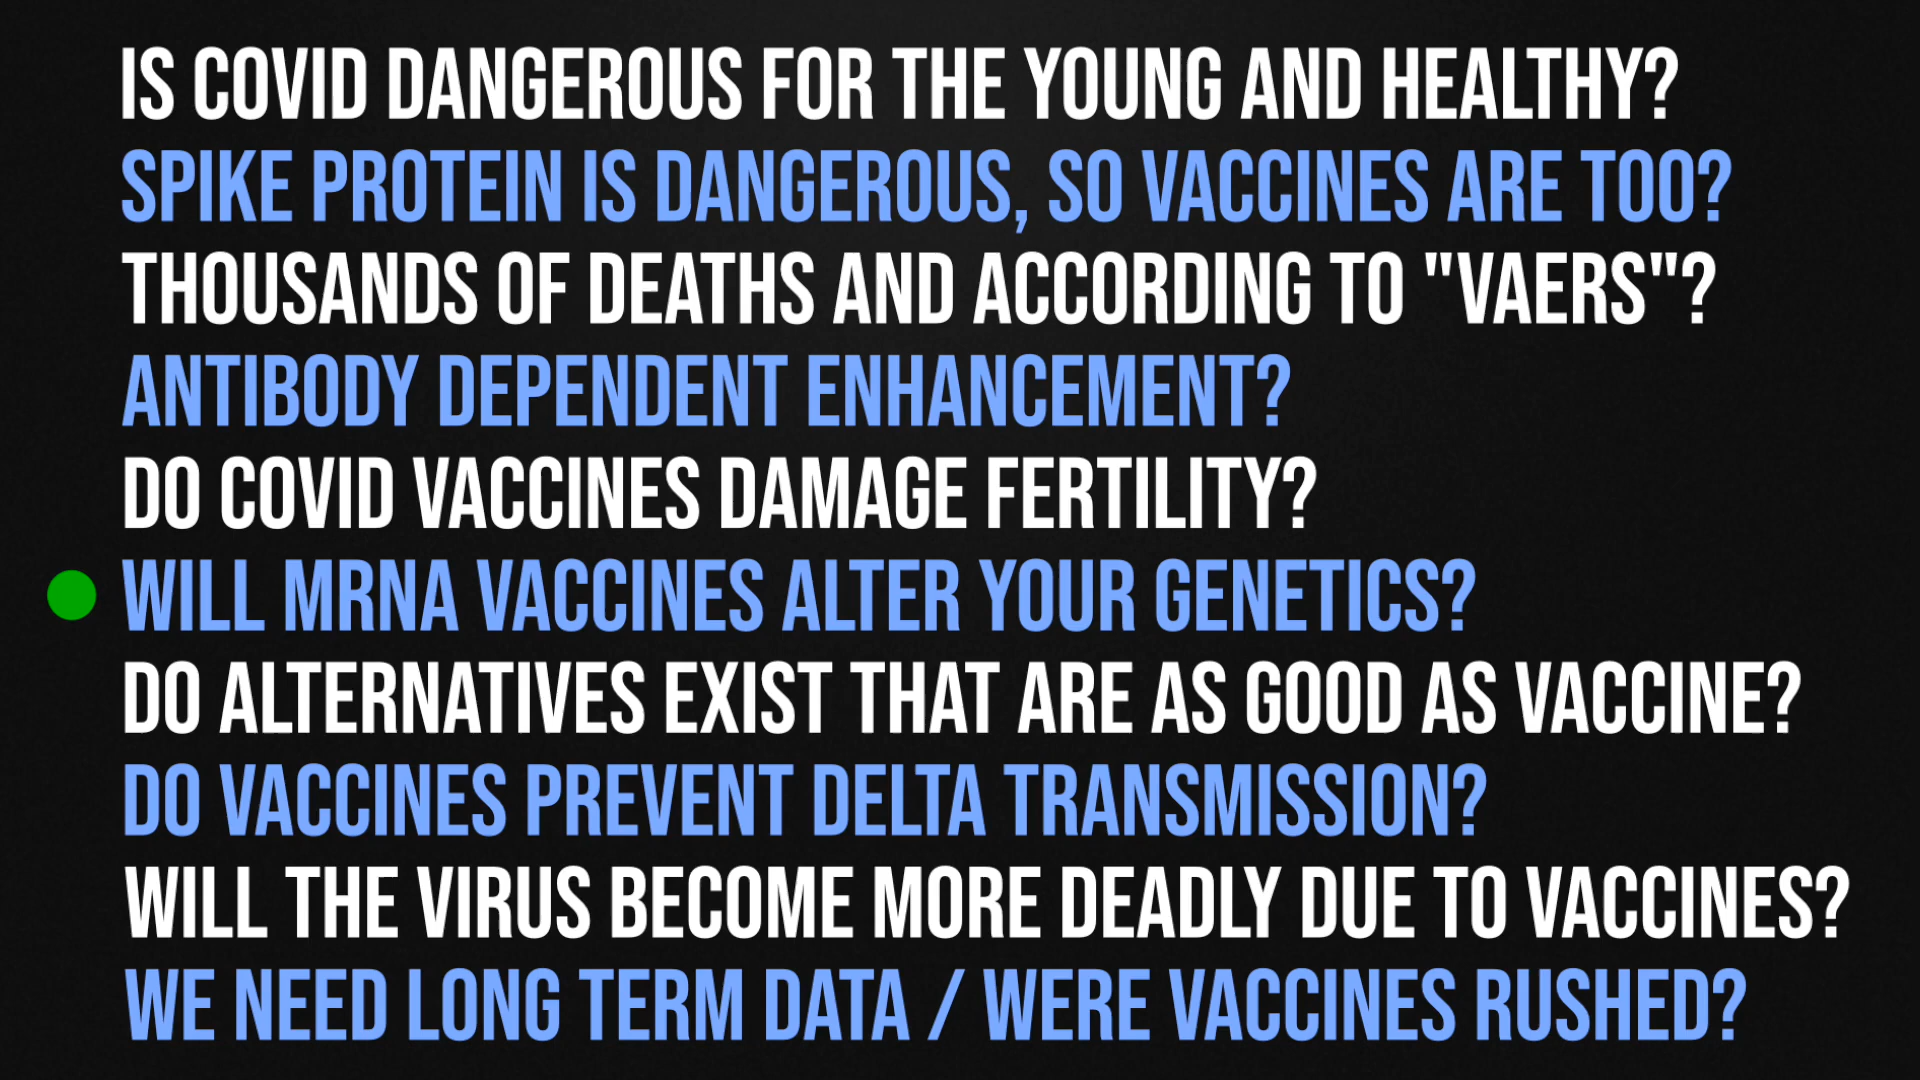 IS COVID DANGEROUS FOR THE YOUNG AND HEALTHY?
SPIKE PROTEIN IS DANGEROUS, SO VACCINES ARE TOO?
THOUSANDS OF DEATHS AND ACCORDING TO "VAERS"?
ANTIBODY DEPENDENT ENHANCEMENT?
DO COVID VACCINES DAMAGE FERTILITY?
WILL MRNA VACCINES ALTER YOUR GENETICS?
DO ALTERNATIVES EXIST THAT ARE AS GOOD AS VACCINE?
DO VACCINES PREVENT DELTA TRANSMISSION?
WILL THE VIRUS BECOME MORE DEADLY DUE TO VACCINES?
WE NEED LONG TERM DATA / WERE VACCINES RUSHED?